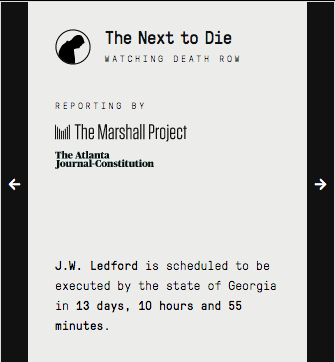 The Next to Die
WATCHING DEATH ROW
REPORTING BY
The Marshall Project
The Atlanta
Journal-Constitution
J.W. Ledford is scheduled to be
executed by the state of Georgia
in 13 days, 10 hours and 55
minutes.